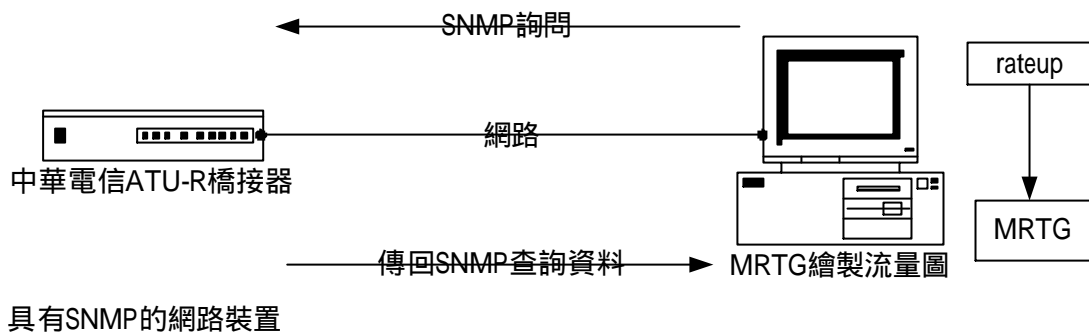 SNMP詢問
rateup
網路
中華電信ATU-R橋接器
MRTG
傳回SNMP查詢資料
MRTG繪製流量圖
具有SNMP的網路裝置